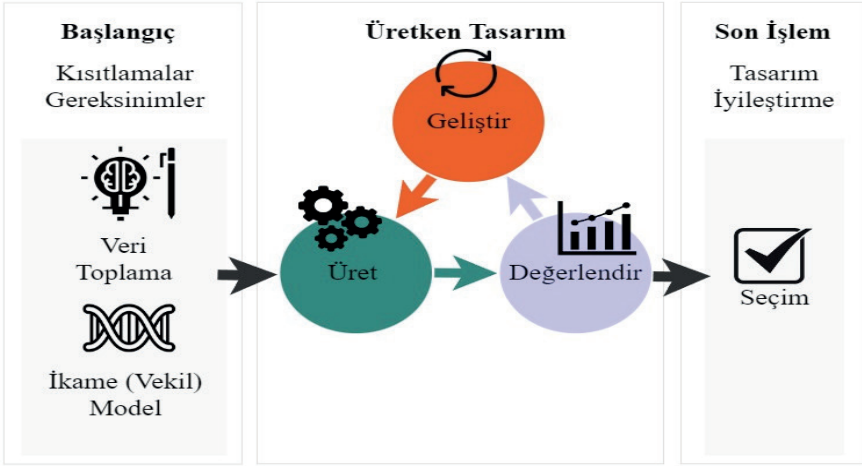 Başlangıç
Kısıtlamalar
Gereksinimler
Veri
Toplama
İkame (Vekil)
Model
Üretken Tasarım
Geliştir
Üret
Değerlendir
Son İşlem
Tasarım
İyileştirme
Seçim